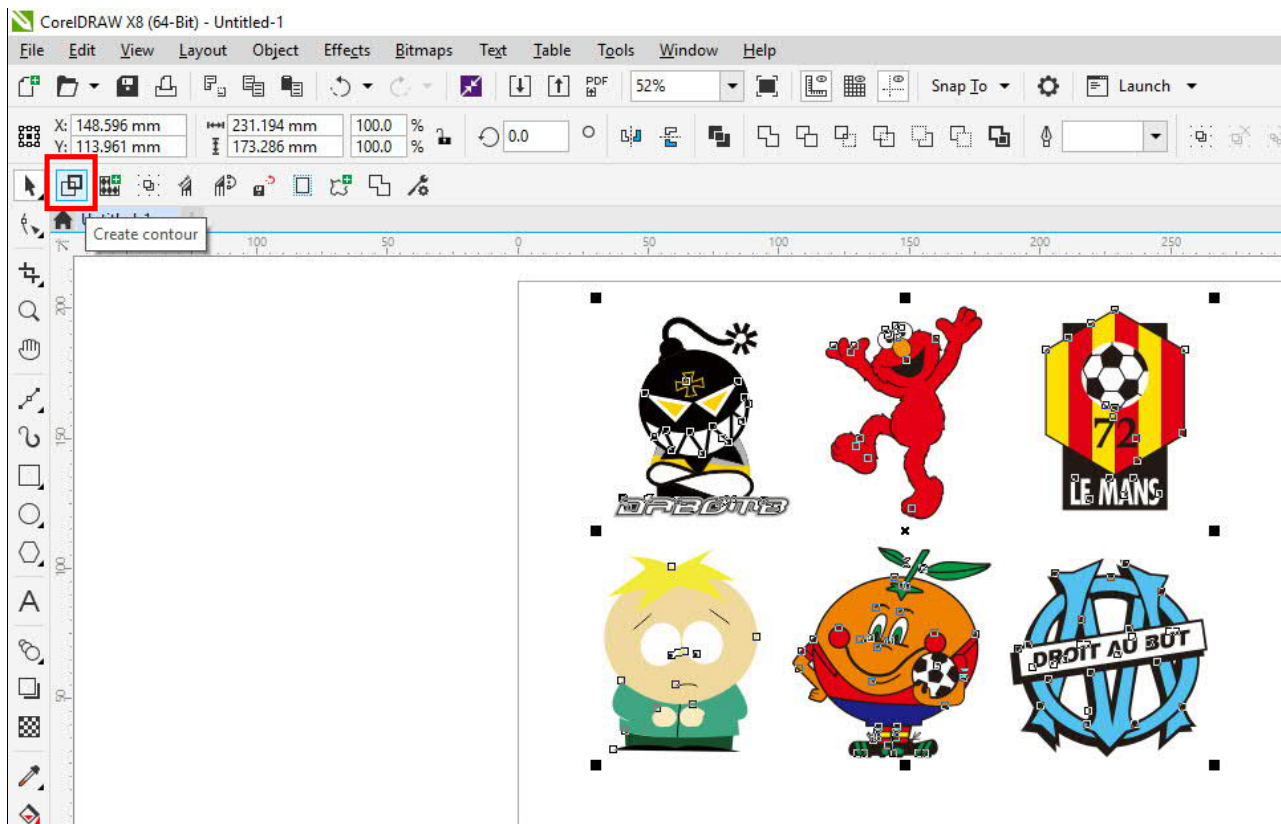 CorelDRAW X8 (64-Bit) - Untitled-1
File Edit View Layout Object Effects Bitmaps Text Table Tools Window Help
PDF 52% Snap To Launch
X: 148.596 mm 231.194 mm 100.0 % 0.0
Y: 113.961 mm 173.286 mm 100.0 %
Create contour
100 50 0 50 100 150 200 250
200
150
100
50
A
72
LE MANS
DROIT AU BUT